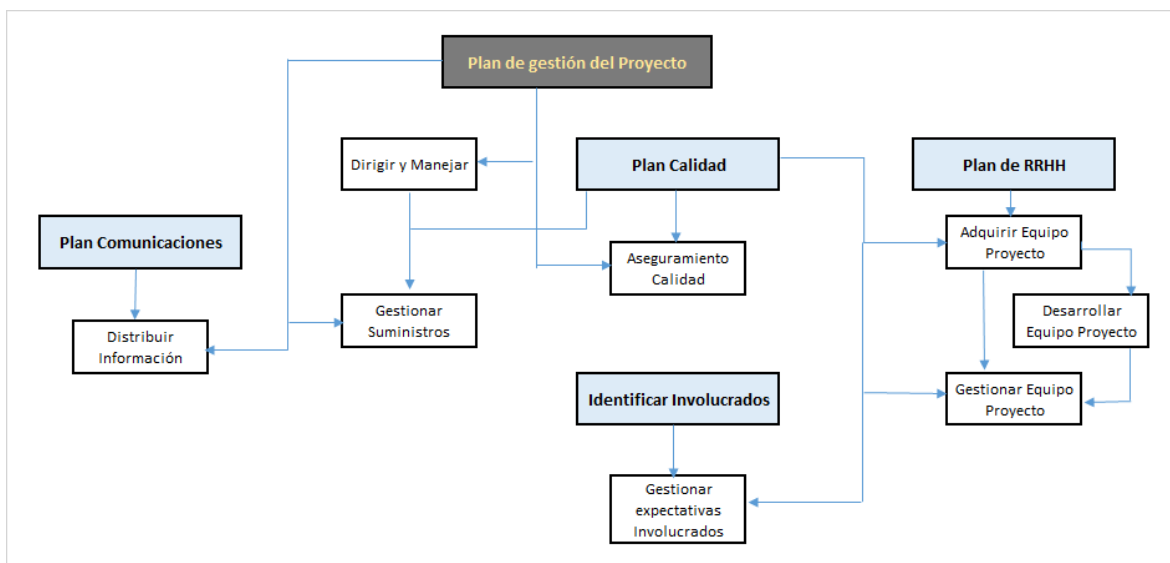 Plan de gestión del Proyecto
Dirigir y Manejar
Plan Calidad
Plan de RRHH
Plan Comunicaciones
Adquirir Equipo
Proyecto
Aseguramiento
Calidad
Gestionar
Suministros
Desarrollar
Equipo Proyecto
Distribuir
Información
Identificar Involucrados
Gestionar Equipo
Proyecto
Gestionar
expectativas
Involucrados